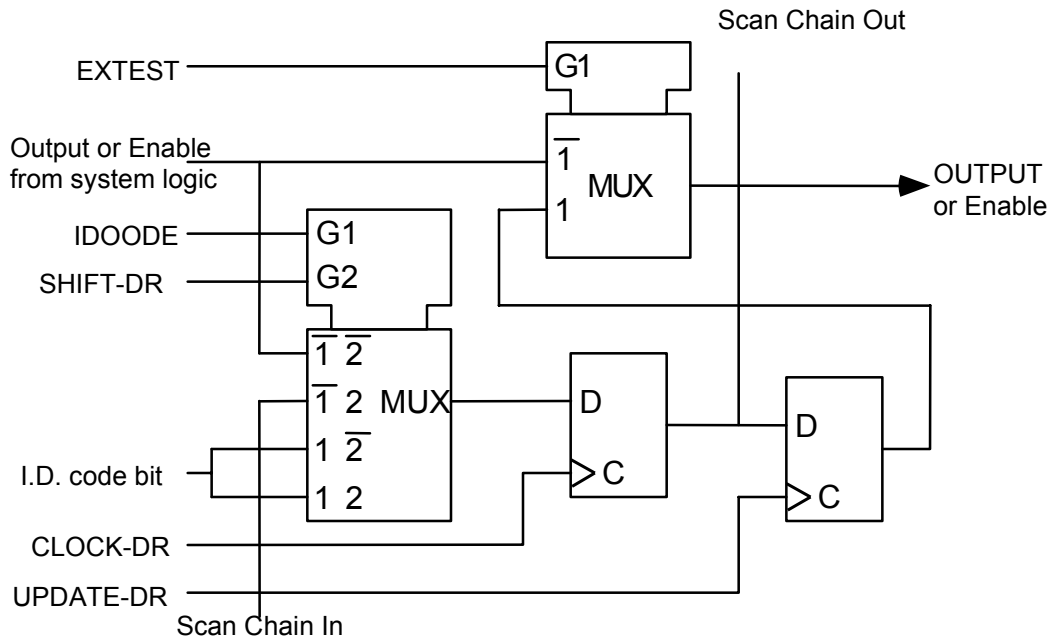 Scan Chain Out
EXTEST
G1
Output or Enable
from system logic
1
MUX
1
OUTPUT
or Enable
IDOODE
G1
SHIFT-DR
G2
1 2
1 2 MUX
D
1 2
D
I.D. code bit
C
1 2
C
CLOCK-DR
UPDATE-DR
Scan Chain In